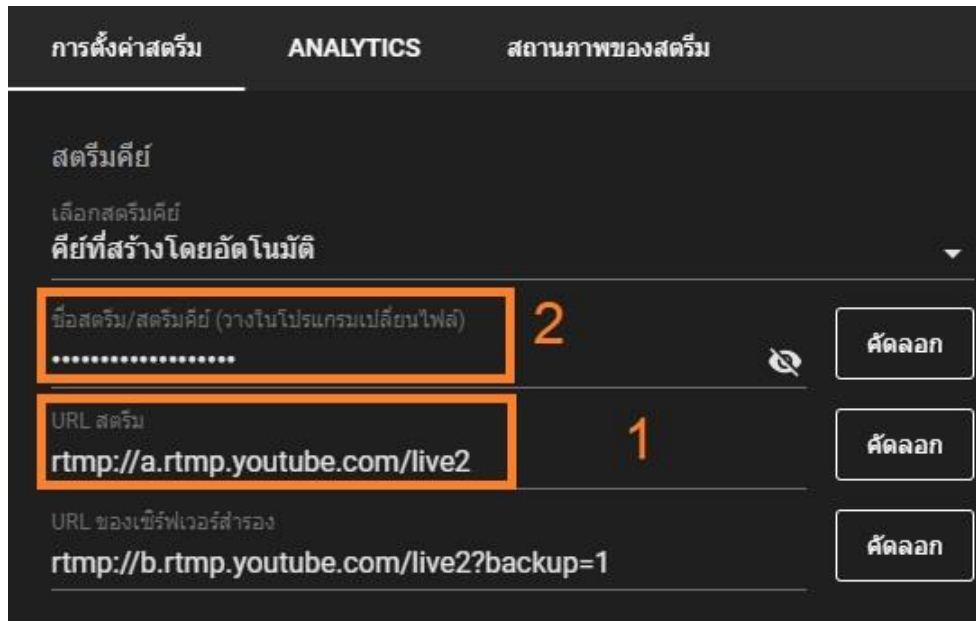 การตั้งค่าสตรีม ANALYTICS สถานภาพของสตรีม
สตรีมคีย์
เลือกสตรีมคีย์
คีย์ที่สร้างโดยอัตโนมัติ
ชื่อสตรีม/สตรีมคีย์ (วางในโปรแกรมเปลี่ยนไฟล์) 2
••••••••••••••••••• คัดลอก
URL สตรีม 1
rtmp://a.rtmp.youtube.com/live2 คัดลอก
URL ของเซิร์ฟเวอร์สำรอง
rtmp://b.rtmp.youtube.com/live2?backup=1 คัดลอก